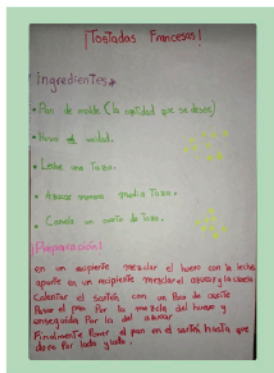 ¡Tostadas Francesas!
Ingredientes
• Pan de molde (la cantidad que se desee)
• Huevo 1 unidad.
• Leche una Taza.
• Azucar morena media Taza.
• Canela un cuarto de Taza.
¡Preparación!
en un recipiente mezclar el huevo con la leche
aparte en un recipiente mezclar el azucar y la canela
Calentar el sartén con un Poco de aceite
Pasar el pan Por la mezcla del huevo y
enseguida Por la del azucar
Finalmente Poner el pan en el sartén hasta que
dore Por lado y lado.